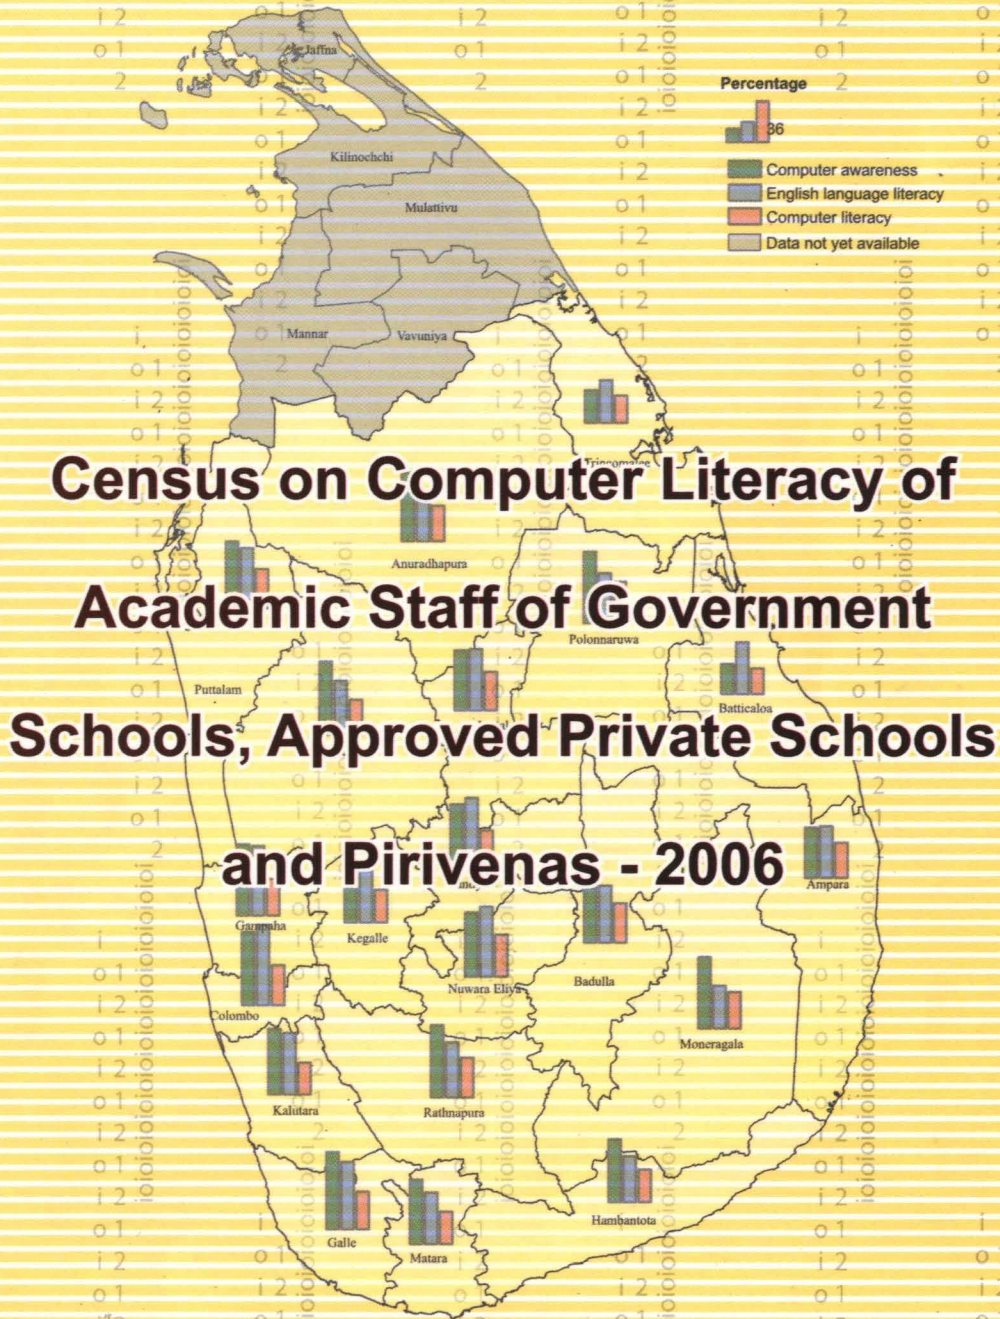 Jaffna
Percentage
36
Computer awareness
English language literacy
Computer literacy
Data not yet available
Kilinochchi
Mulattivu
Mannar
Vavuniya
Trincomalee
Census on Computer Literacy of
Anuradhapura
Academic Staff of Government
Polonnaruwa
Puttalam
Batticaloa
Schools, Approved Private Schools
and Pirivenas - 2006
Ampara
Gampaha
Kegalle
Nuwara Eliya
Badulla
Colombo
Moneragala
Kalutara
Rathnapura
Hambantota
Galle
Matara